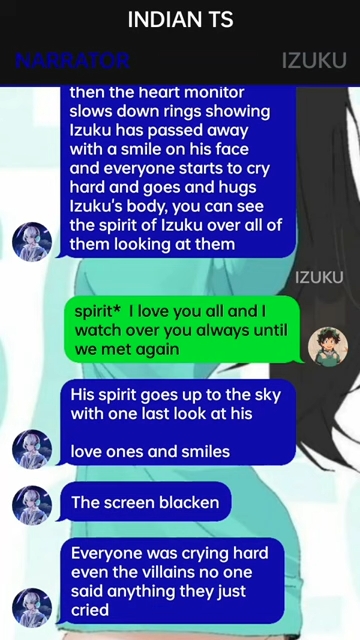 INDIAN TS
NARRATOR
IZUKU
then the heart monitor
slows down rings showing
Izuku has passed away
with a smile on his face
and everyone starts to cry
hard and goes and hugs
Izuku's body, you can see
the spirit of Izuku over all of
them looking at them
IZUKU
spirit* I love you all and I
watch over you always until
we met again
His spirit goes up to the sky
with one last look at his
love ones and smiles
The screen blacken
Everyone was crying hard
even the villains no one
said anything they just
cried